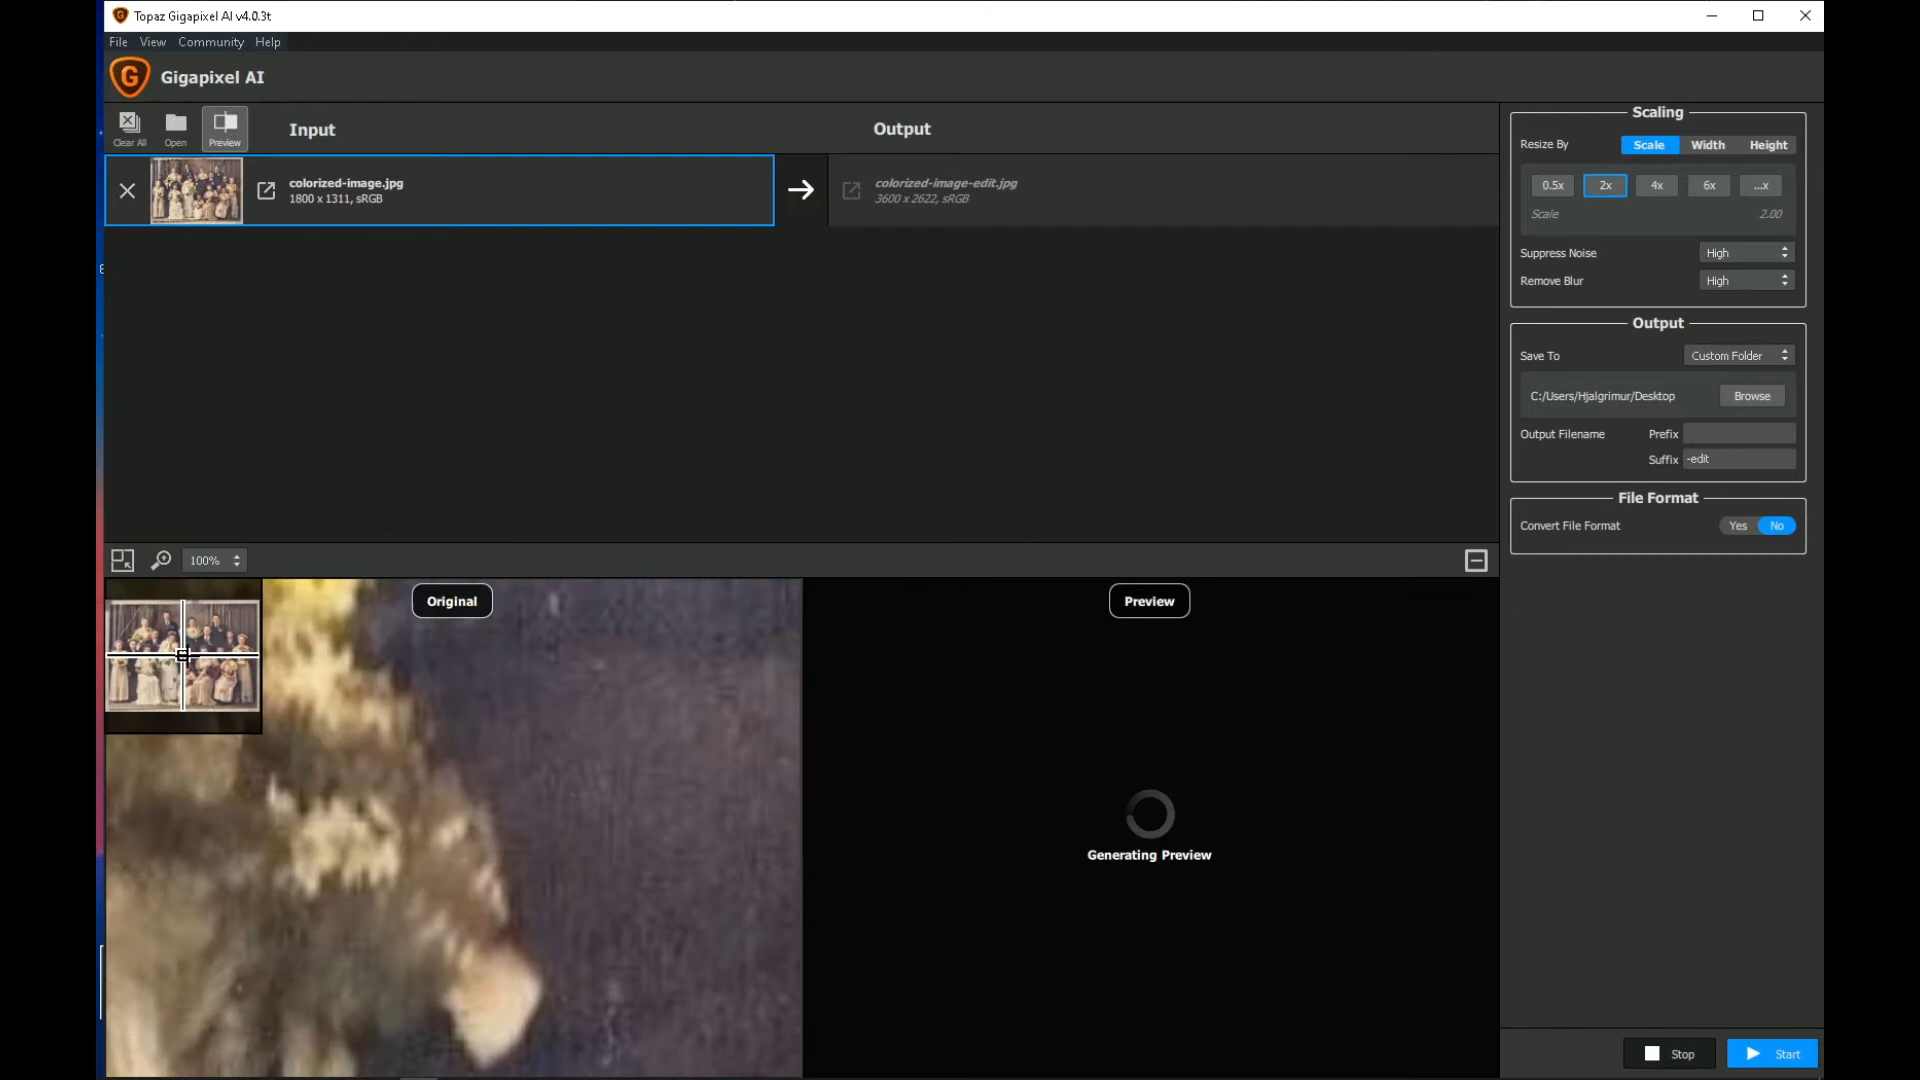 Topaz Gigapixel AI v4.0.3t
File View Community Help
G Gigapixel AI
Clear All Open Preview Input Output
colorized-image.jpg
1800 x 1311, sRGB
colorized-image-edit.jpg
3600 x 2622, sRGB
Scaling
Resize By Scale Width Height
0.5x 2x 4x 6x ...x
Scale 2.00
Suppress Noise High
Remove Blur High
Output
Save To Custom Folder
C:/Users/Hjalgrimur/Desktop Browse
Output Filename Prefix
Suffix -edit
File Format
Convert File Format Yes No
100%
Original Preview
Generating Preview
Stop Start